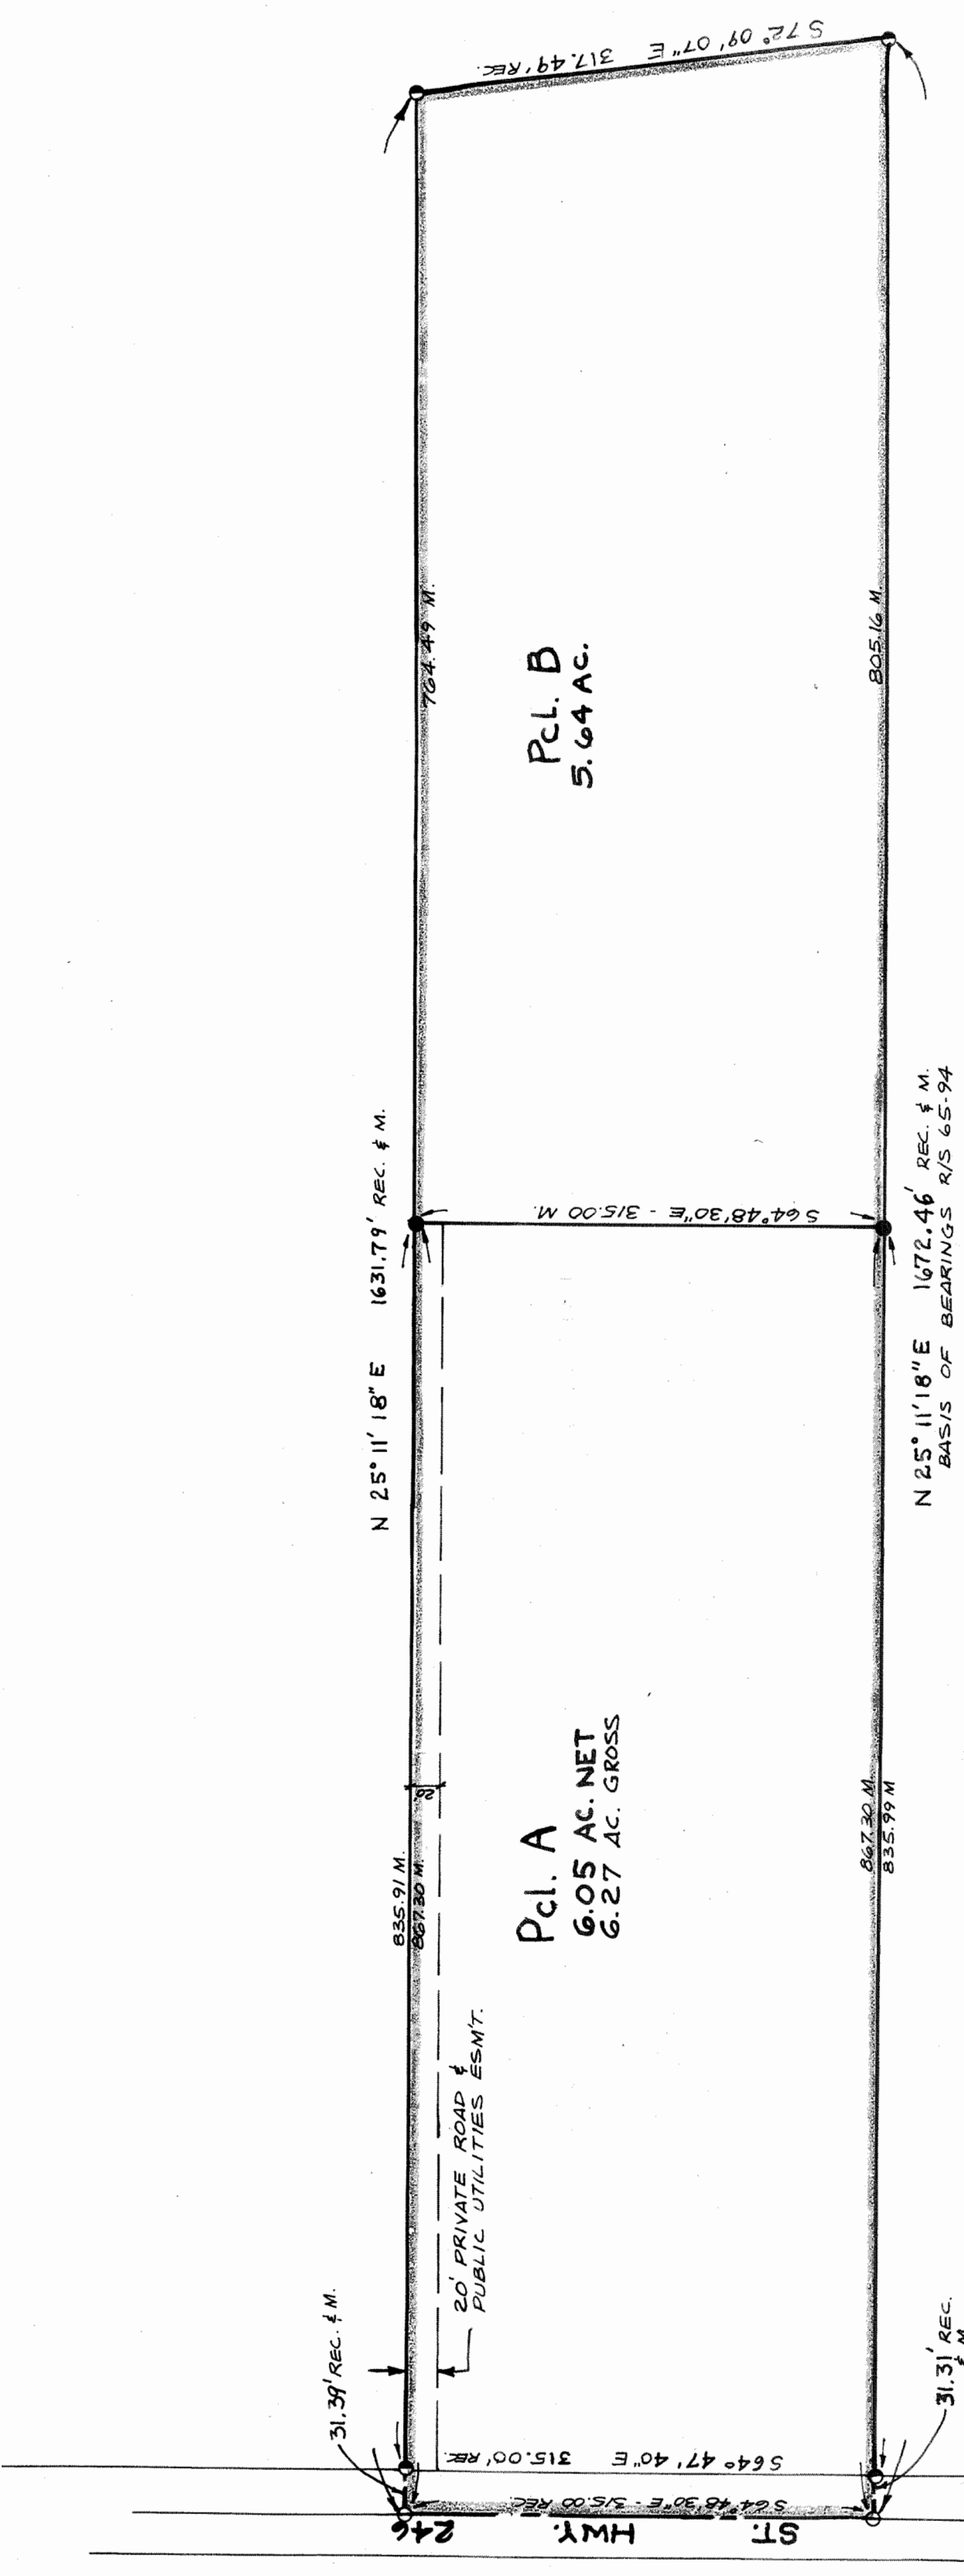 S 72° 09' 07" E 317.49' REC.
764.49 M.
805.16 M.
Pcl. B
5.64 AC.
S 64° 48' 30" E - 315.00 M.
N 25° 11' 18" E 1631.79' REC. & M.
N 25° 11' 18" E 1672.46' REC. & M.
BASIS OF BEARINGS R/S 65-94
20'
835.91 M.
867.30 M.
Pcl. A
6.05 AC. NET
6.27 AC. GROSS
867.30 M.
835.99 M
20' PRIVATE ROAD &
PUBLIC UTILITIES ESM'T.
31.39' REC. & M.
31.31' REC.
& M
S 64° 47' 40" E 315.00' REC.
S 64° 48' 30" E - 315.00 REC
ST. HWY. 246